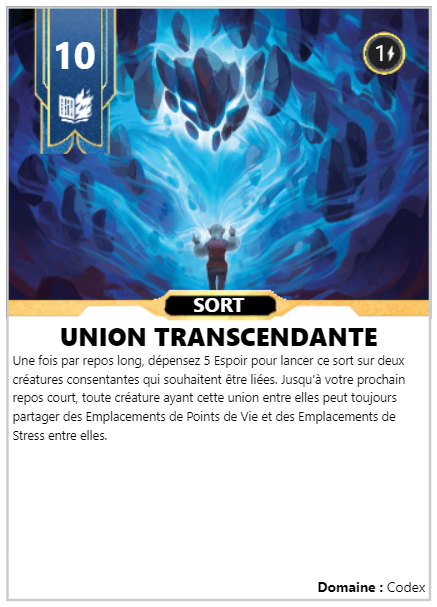 10
1
SORT
UNION TRANSCENDANTE
Une fois par repos long, dépensez 5 Espoir pour lancer ce sort sur deux
créatures consentantes qui souhaitent être liées. Jusqu'à votre prochain
repos court, toute créature ayant cette union entre elles peut toujours
partager des Emplacements de Points de Vie et des Emplacements de
Stress entre elles.
Domaine : Codex